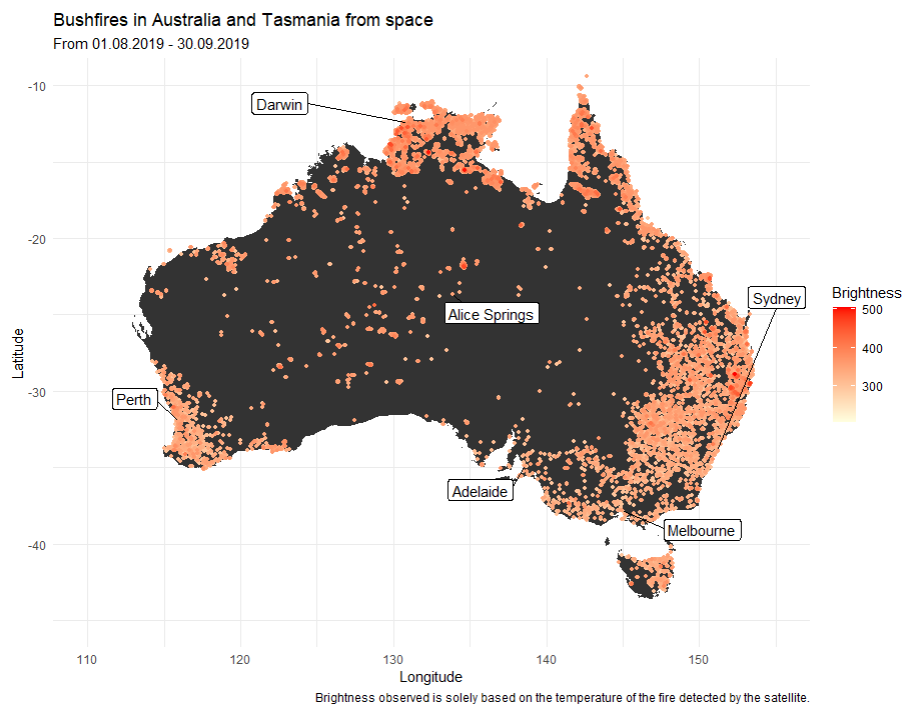 Bushfires in Australia and Tasmania from space
From 01.08.2019 - 30.09.2019
-10
-20
-30
-40
Latitude
Darwin
Alice Springs
Sydney
Perth
Adelaide
Melbourne
Brightness
500
400
300
110
120
130
140
150
Longitude
Brightness observed is solely based on the temperature of the fire detected by the satellite.